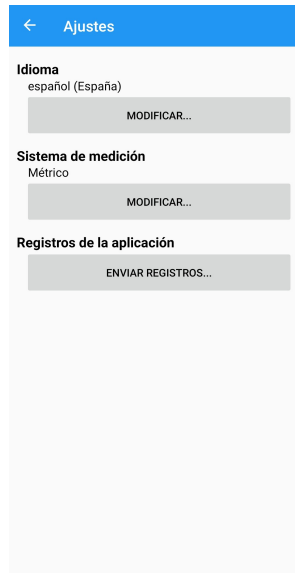 Ajustes
Idioma
español (España)
MODIFICAR...
Sistema de medición
Métrico
MODIFICAR...
Registros de la aplicación
ENVIAR REGISTROS...